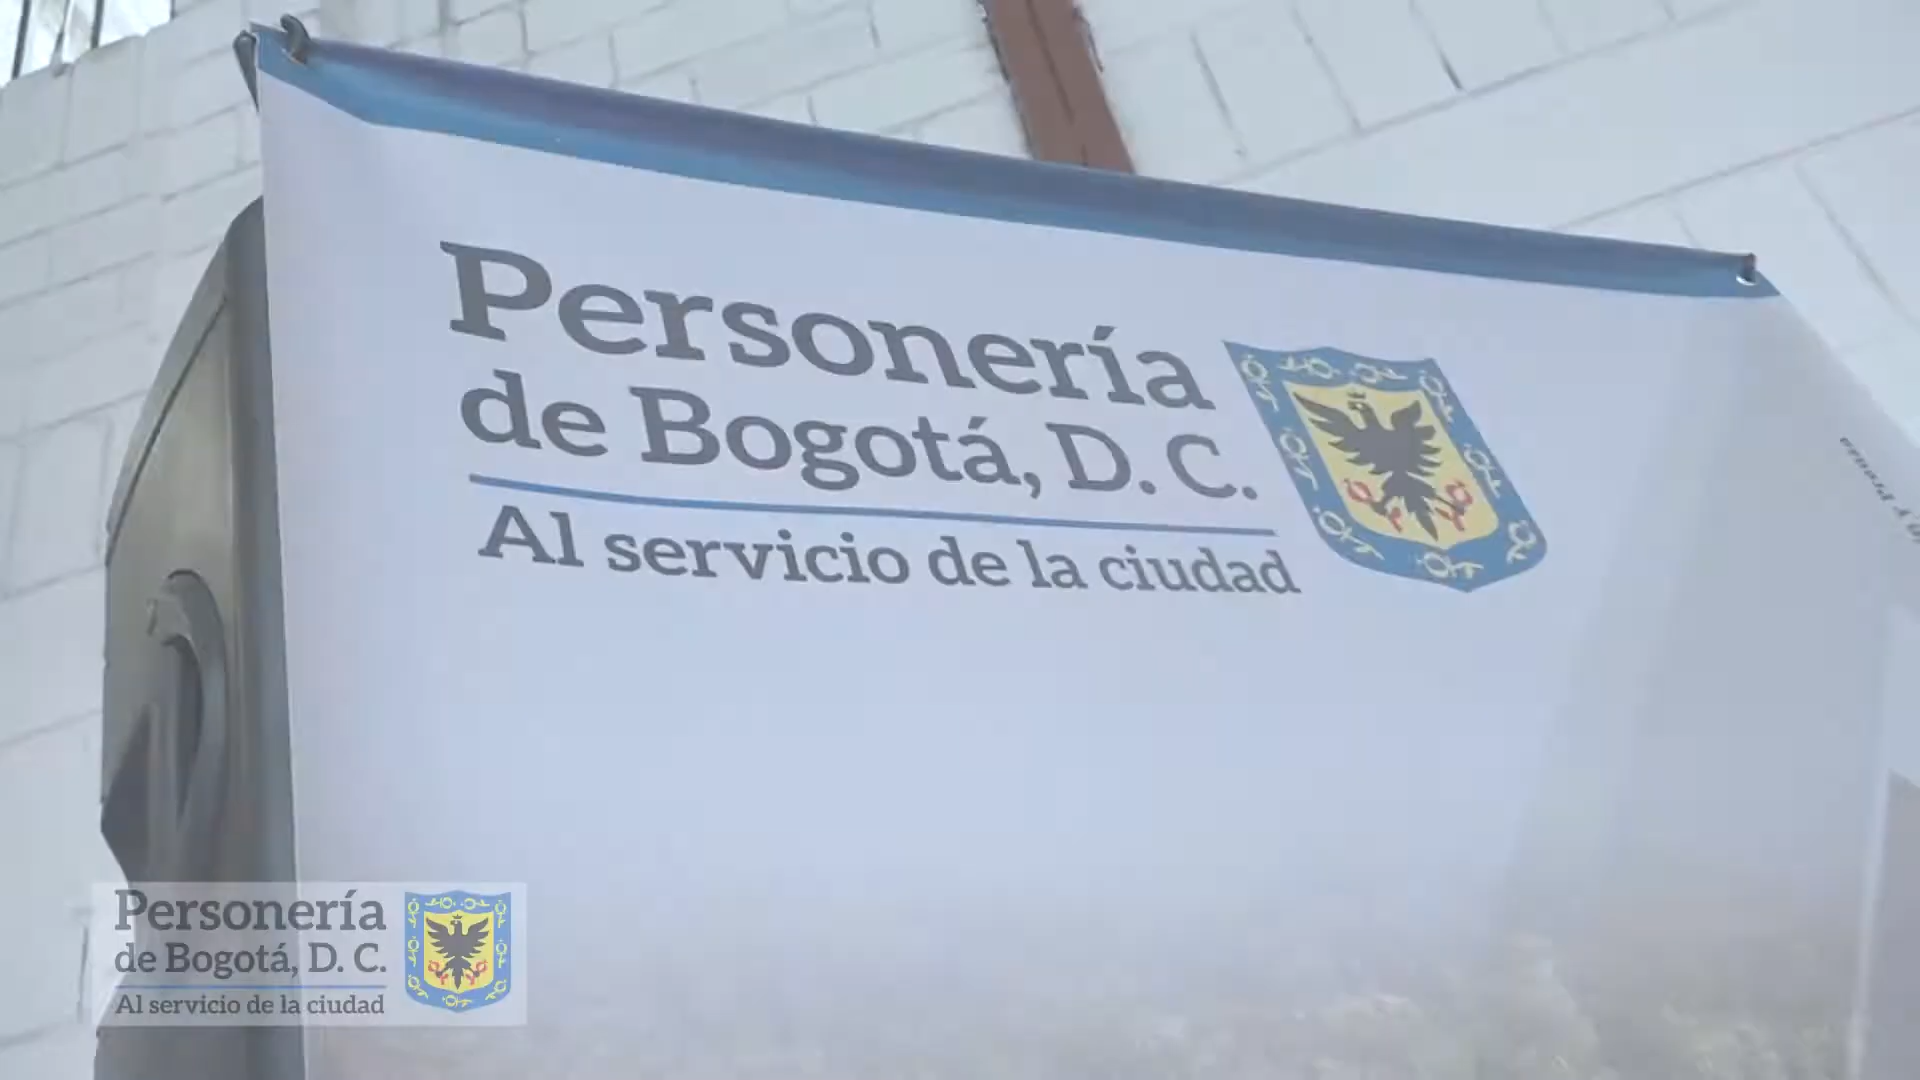 Personería
de Bogotá, D. C.
Al servicio de la ciudad
Personería
de Bogotá, D. C.
Al servicio de la ciudad